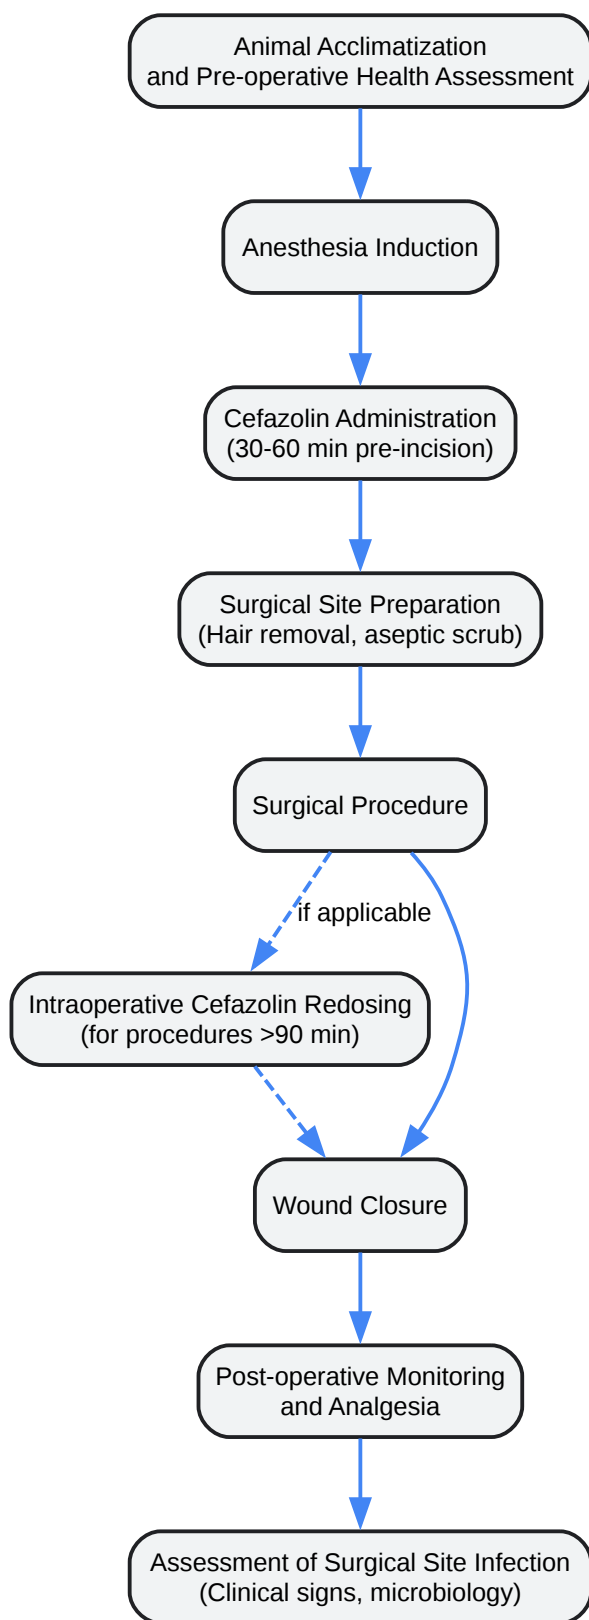 Animal Acclimatization
and Pre-operative Health Assessment
Anesthesia Induction
Cefazolin Administration
(30-60 min pre-incision)
Surgical Site Preparation
(Hair removal, aseptic scrub)
Surgical Procedure
if applicable
Intraoperative Cefazolin Redosing
(for procedures >90 min)
Wound Closure
Post-operative Monitoring
and Analgesia
Assessment of Surgical Site Infection
(Clinical signs, microbiology)